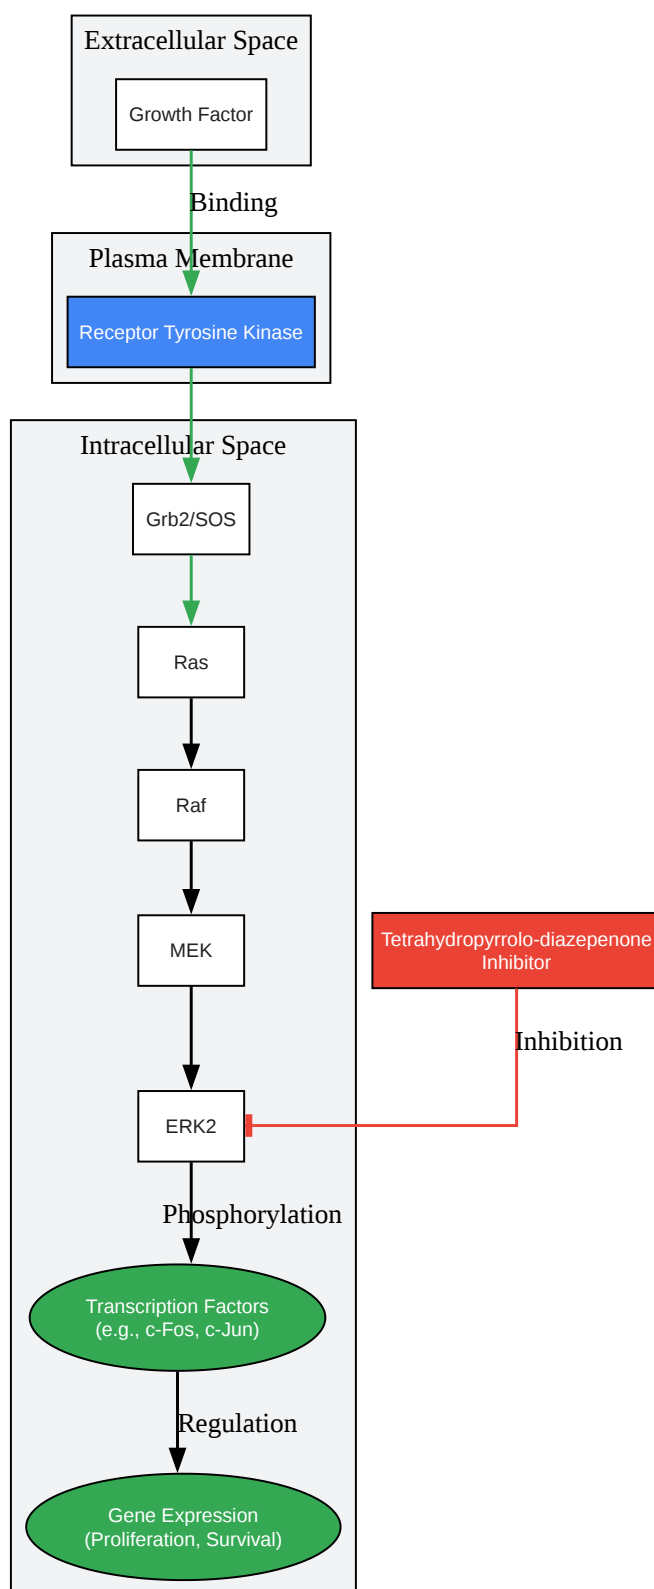 Extracellular Space
Growth Factor
Binding
Plasma Membrane
Receptor Tyrosine Kinase
Intracellular Space
Grb2/SOS
Ras
Raf
MEK
Tetrahydropyrrolo-diazepenone
Inhibitor
Inhibition
ERK2
Phosphorylation
Transcription Factors
(e.g., c-Fos, c-Jun)
Regulation
Gene Expression
(Proliferation, Survival)